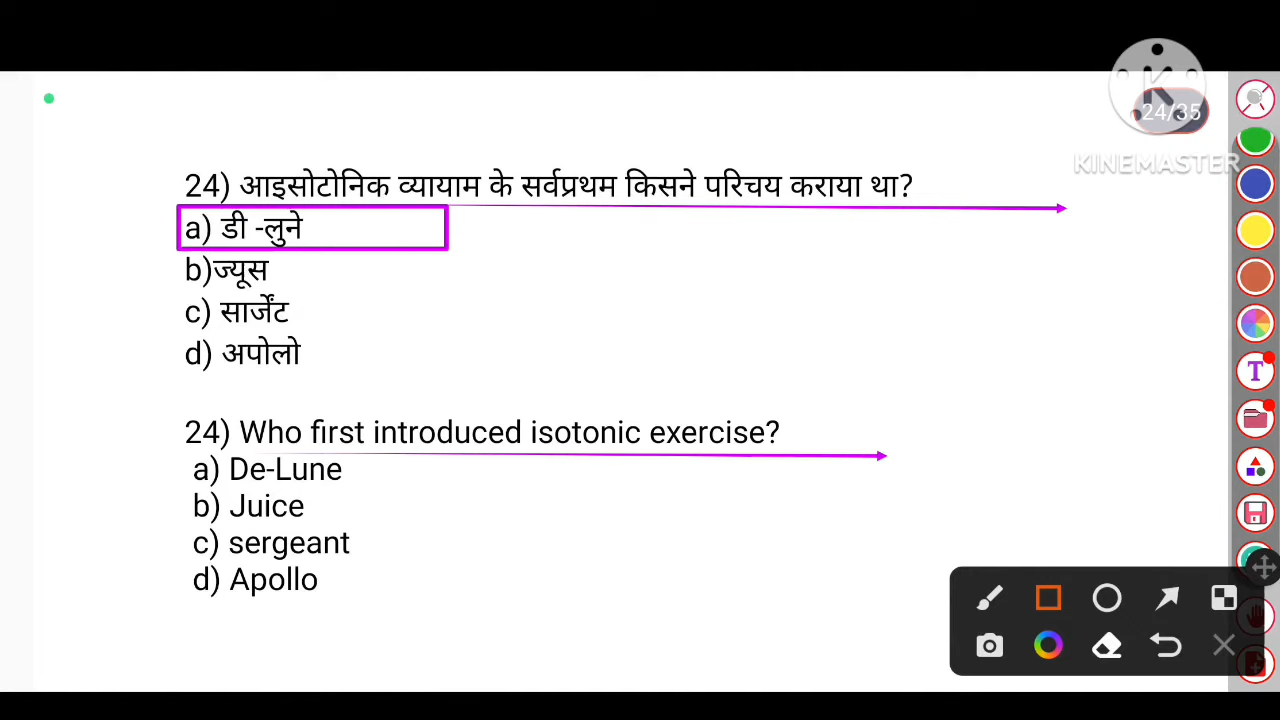 24/35
KINEMASTER
24) आइसोटोनिक व्यायाम के सर्वप्रथम किसने परिचय कराया था?
a) डी -लुने
b)ज्यूस
c) सार्जेंट
d) अपोलो
24) Who first introduced isotonic exercise?
a) De-Lune
b) Juice
c) sergeant
d) Apollo
T